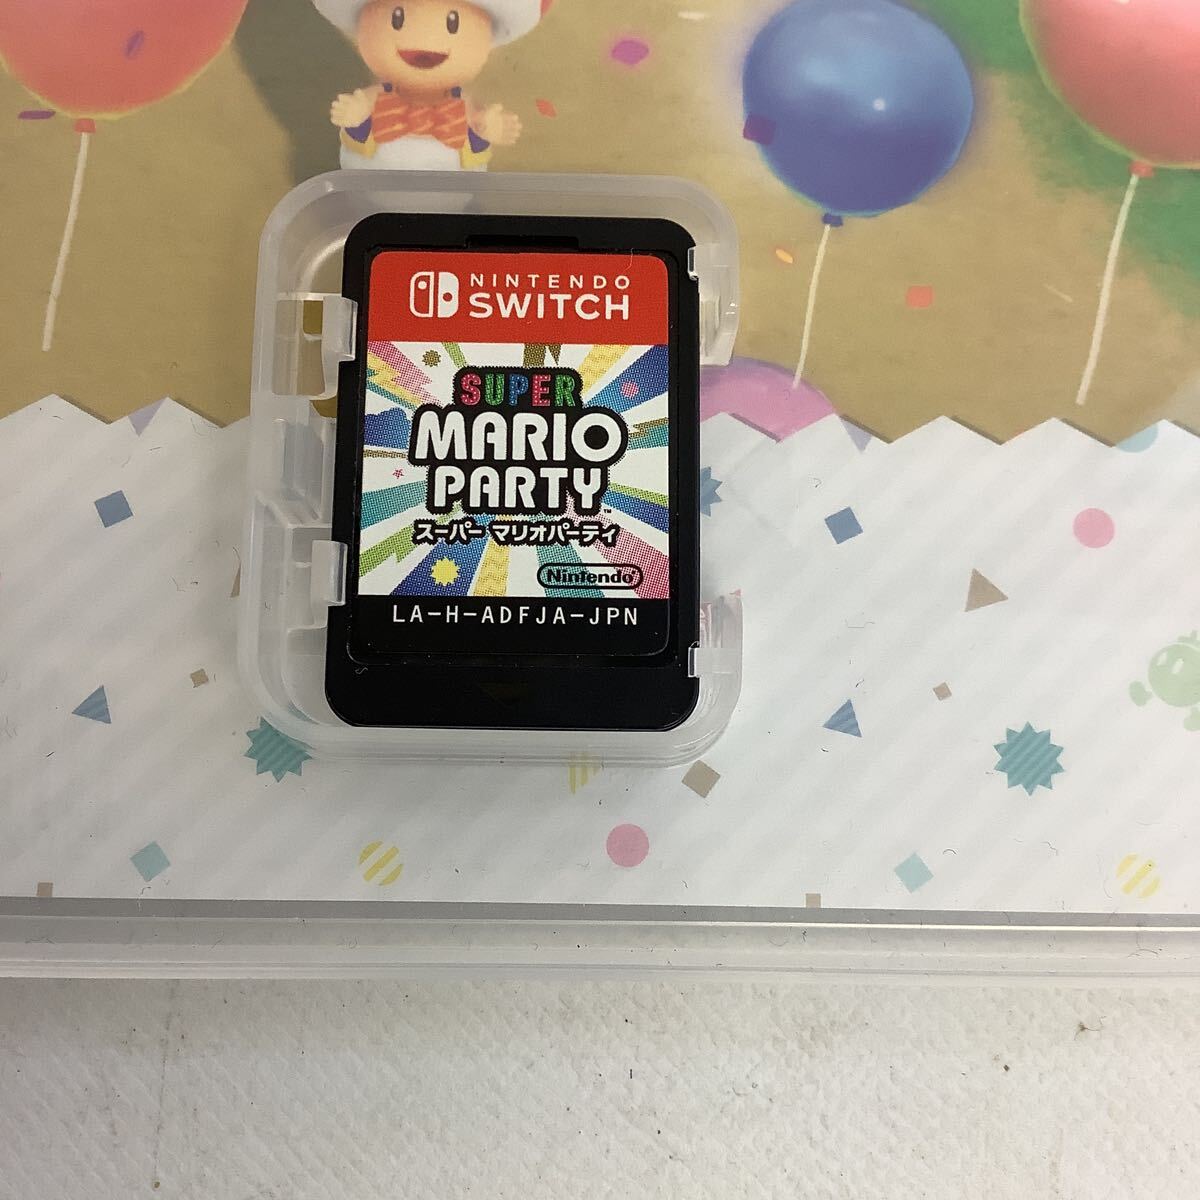 NINTENDO
SWITCH
SUPER
MARIO
PARTY™
スーパー マリオパーティ
Nintendo
LA-H-ADFJA-JPN